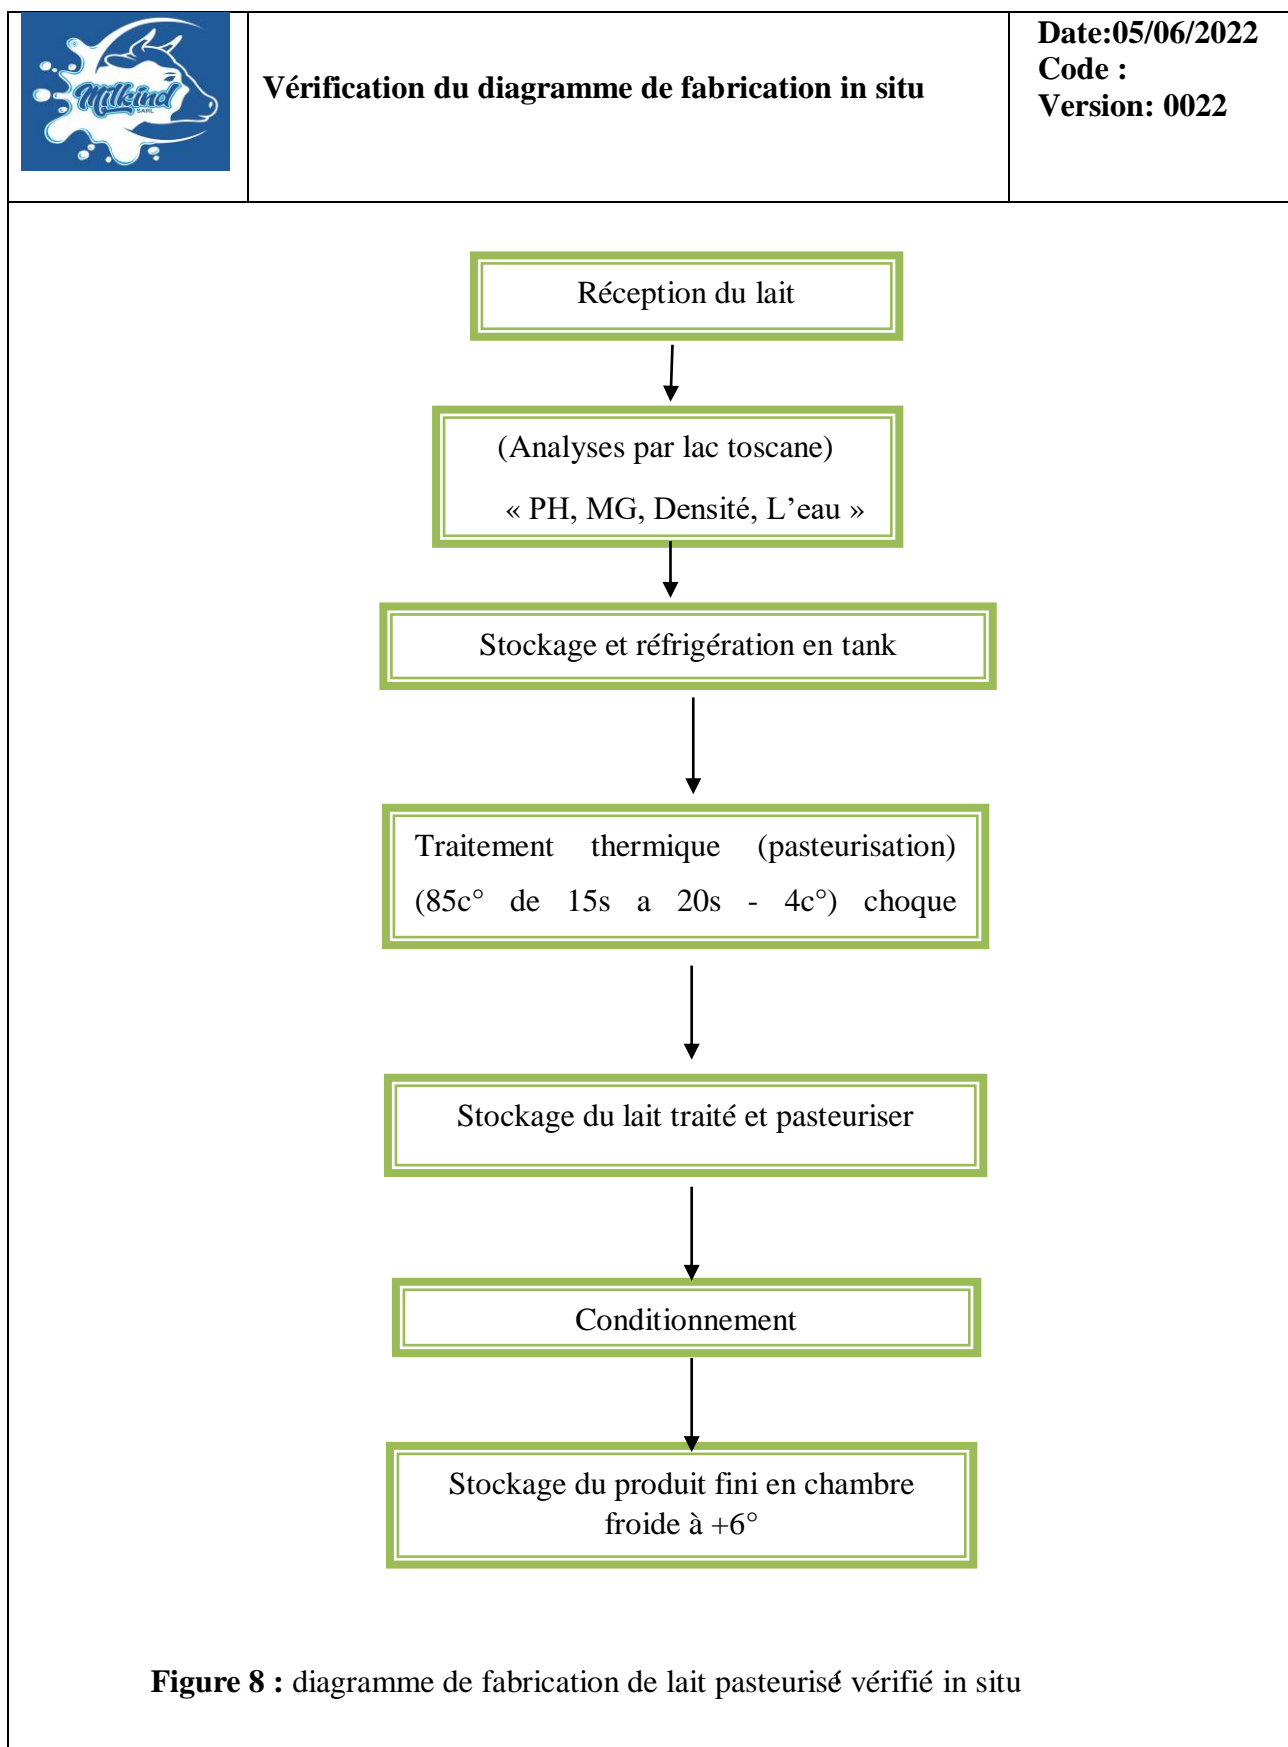 Milkind
SARL
Vérification du diagramme de fabrication in situ
Date:05/06/2022
Code :
Version: 0022
Réception du lait
(Analyses par lac toscane)
« PH, MG, Densité, L’eau »
Stockage et réfrigération en tank
Traitement thermique (pasteurisation)
(85c° de 15s a 20s - 4c°) choque
Stockage du lait traité et pasteuriser
Conditionnement
Stockage du produit fini en chambre
froide à +6°
Figure 8 : diagramme de fabrication de lait pasteurisé vérifié in situ